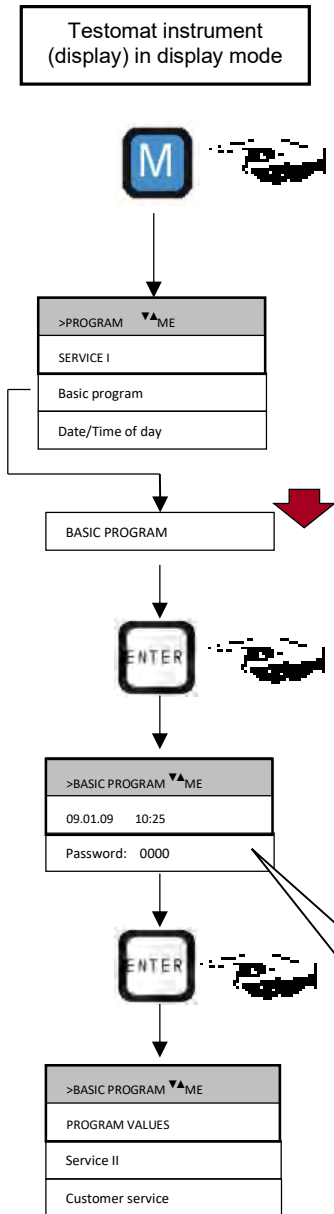 Testomat instrument
(display) in display mode
M
>PROGRAM ▼▲ME
SERVICE I
Basic program
Date/Time of day
BASIC PROGRAM
ENTER
>BASIC PROGRAM ▼▲ME
09.01.09 10:25
Password: 0000
ENTER
>BASIC PROGRAM ▼▲ME
PROGRAM VALUES
Service II
Customer service